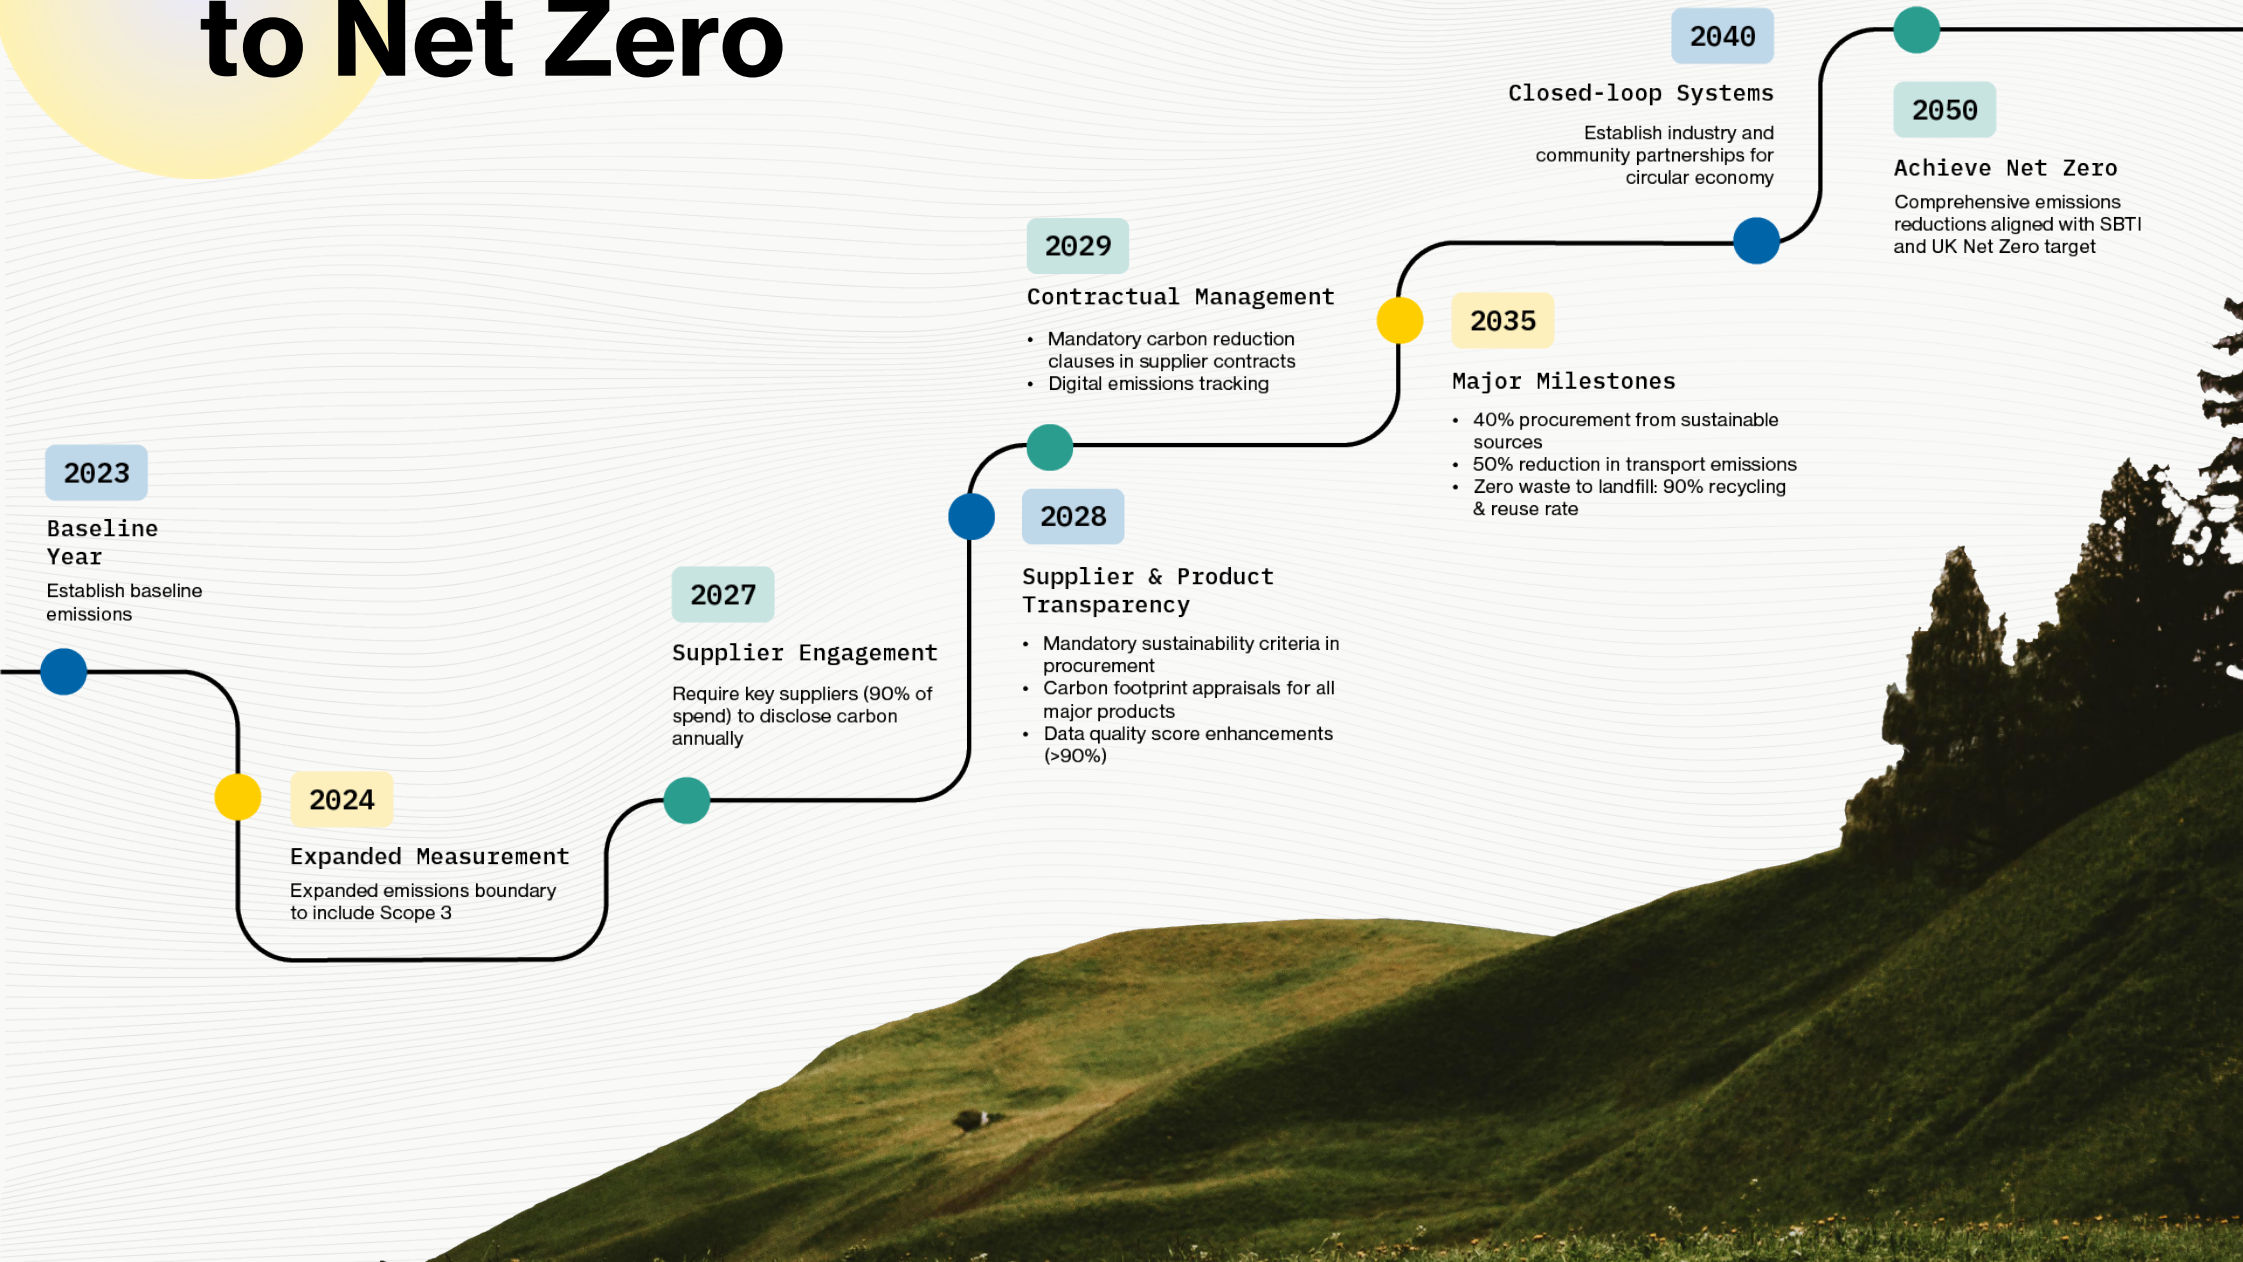 to Net Zero
2023
Baseline
Year
Establish baseline
emissions
2024
Expanded Measurement
Expanded emissions boundary
to include Scope 3
2027
Supplier Engagement
Require key suppliers (90% of
spend) to disclose carbon
annually
2028
Supplier & Product
Transparency
• Mandatory sustainability criteria in
procurement
• Carbon footprint appraisals for all
major products
• Data quality score enhancements
(>90%)
2029
Contractual Management
• Mandatory carbon reduction
clauses in supplier contracts
• Digital emissions tracking
2035
Major Milestones
• 40% procurement from sustainable
sources
• 50% reduction in transport emissions
• Zero waste to landfill: 90% recycling
& reuse rate
2040
Closed-loop Systems
Establish industry and
community partnerships for
circular economy
2050
Achieve Net Zero
Comprehensive emissions
reductions aligned with SBTI
and UK Net Zero target